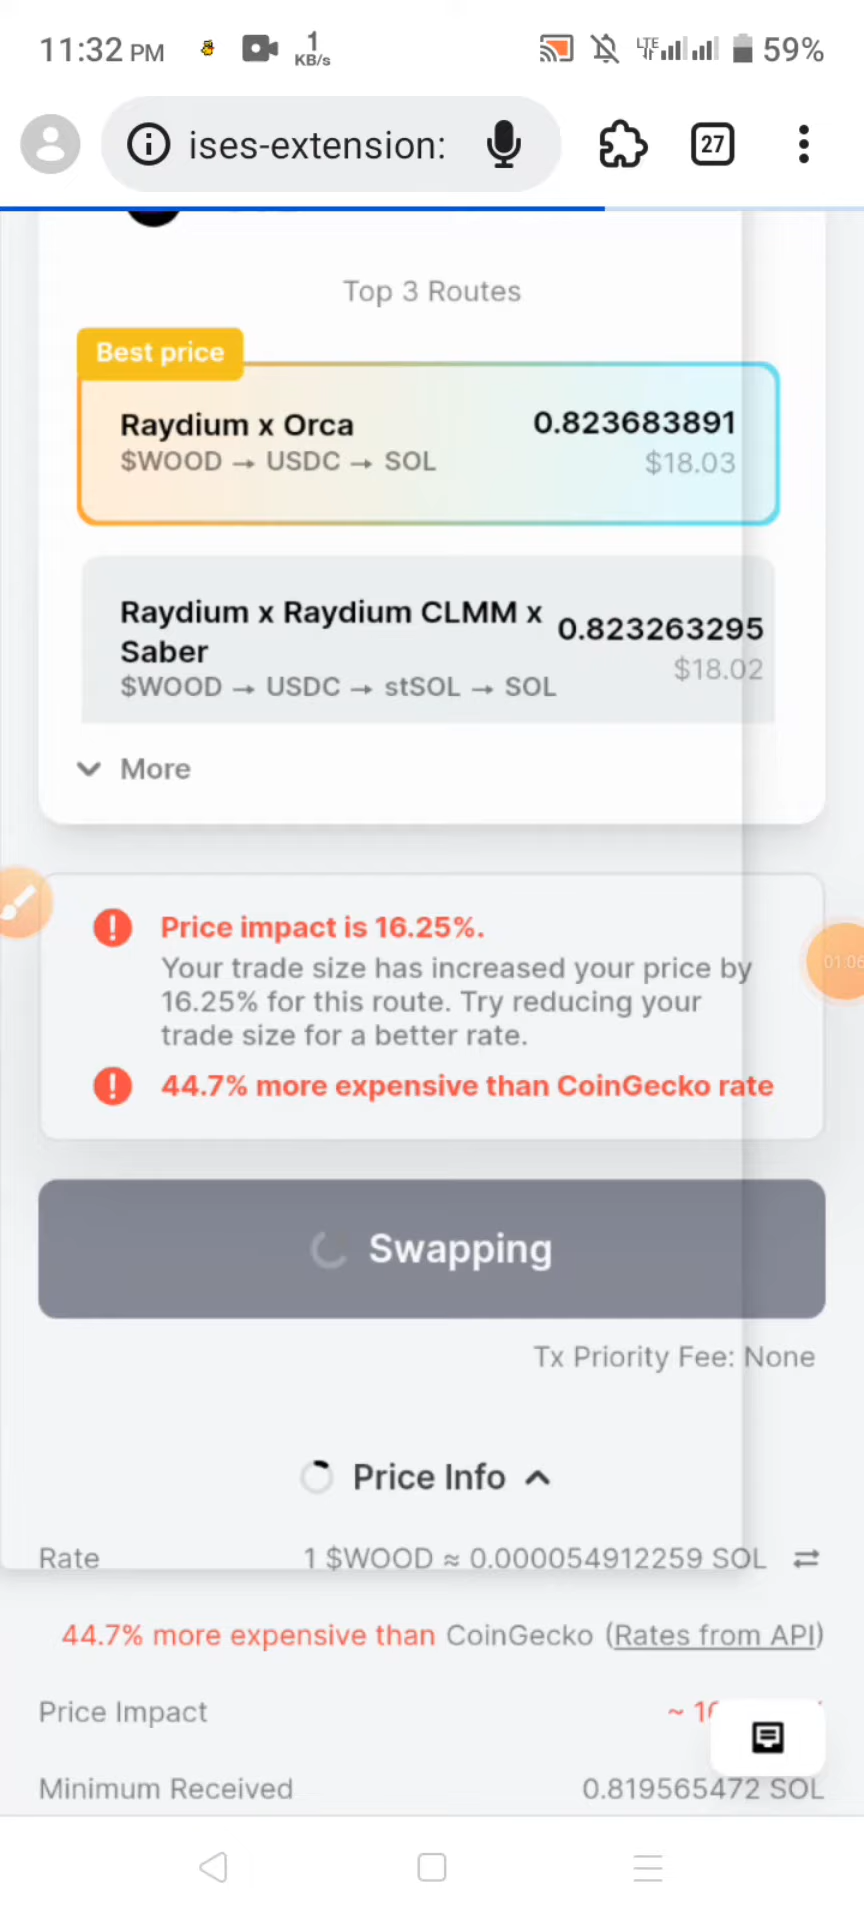 11:32 PM
1
KB/s
LTE
59%
ises-extension:
27
Top 3 Routes
Best price
Raydium x Orca
0.823683891
$WOOD → USDC → SOL
$18.03
Raydium x Raydium CLMM x
Saber
0.823263295
$18.02
$WOOD → USDC → stSOL → SOL
More
Price impact is 16.25%.
Your trade size has increased your price by
16.25% for this route. Try reducing your
trade size for a better rate.
44.7% more expensive than CoinGecko rate
01:06
Swapping
Tx Priority Fee: None
Price Info
Rate
1 $WOOD ≈ 0.000054912259 SOL
44.7% more expensive than CoinGecko (Rates from API)
Price Impact
Minimum Received
0.819565472 SOL